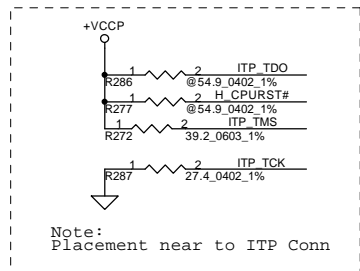 +VCCP
1 2 ITP_TDO
R286 @54.9_0402_1%
1 2 H_CPURST#
R277 @54.9_0402_1%
1 2 ITP_TMS
R272 39.2_0603_1%
1 2 ITP_TCK
R287 27.4_0402_1%
Note:
Placement near to ITP Conn